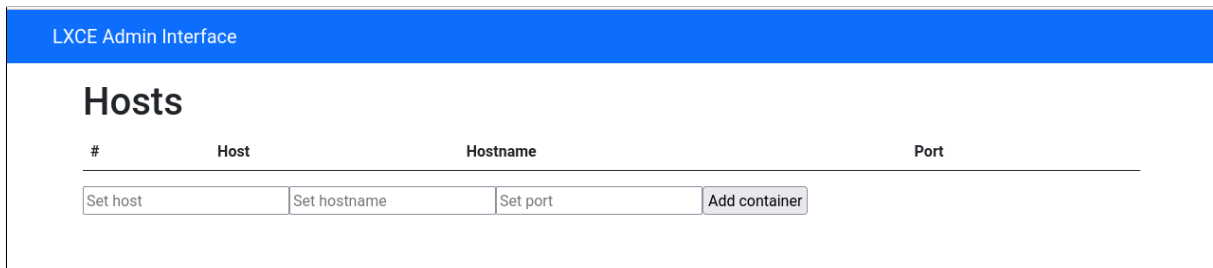 LXCE Admin Interface
Hosts
# Host Hostname Port
Set host Set hostname Set port Add container